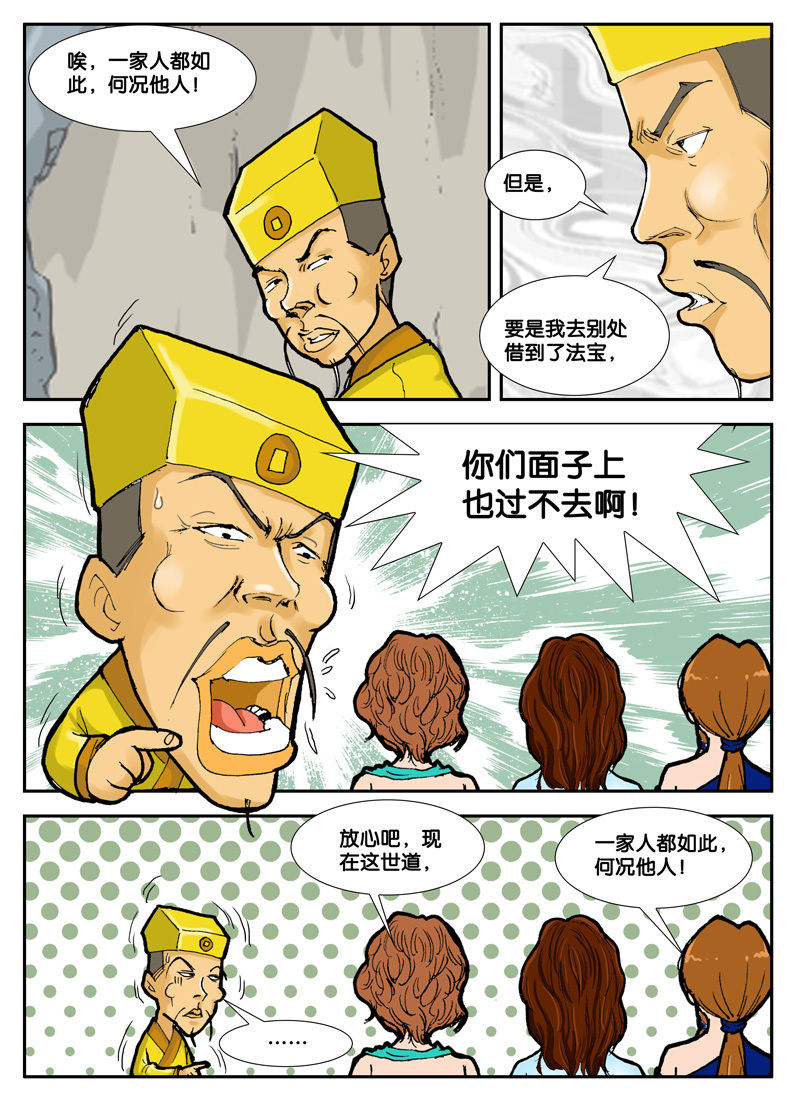 唉，一家人都如
此，何况他人！
但是，
要是我去别处
借到了法宝，
你们面子上
也过不去啊！
放心吧，现
在这世道，
一家人都如此，
何况他人！
……